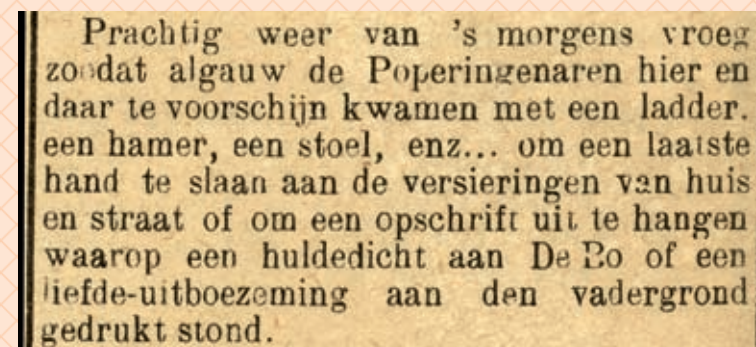 Prachtig weer van 's morgens vroeg
zoodat algauw de Poperingenaren hier en
daar te voorschijn kwamen met een ladder.
een hamer, een stoel, enz... om een laatste
hand te slaan aan de versieringen van huis
en straat of om een opschrift uit te hangen
waarop een huldedicht aan De Bo of een
liefde-uitboezeming aan den vadergrond
gedrukt stond.